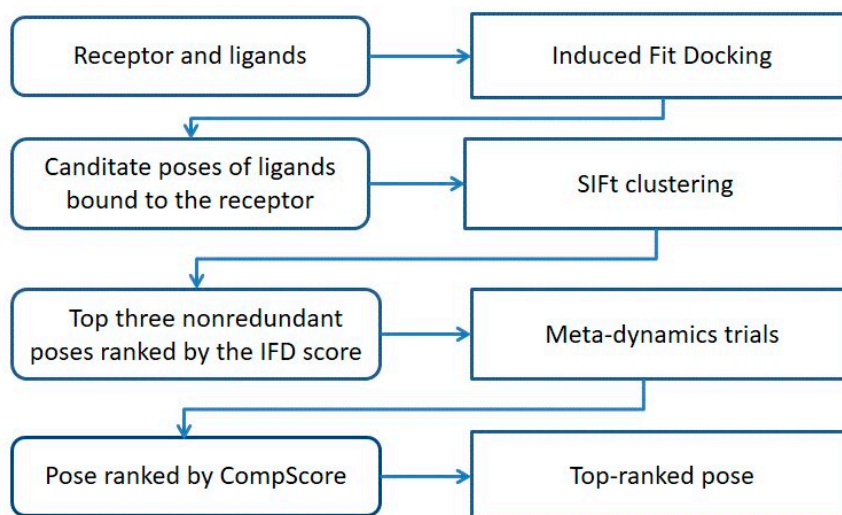 Receptor and ligands
Induced Fit Docking
Canditate poses of ligands
bound to the receptor
SIFt clustering
Top three nonredundant
poses ranked by the IFD score
Meta-dynamics trials
Pose ranked by CompScore
Top-ranked pose